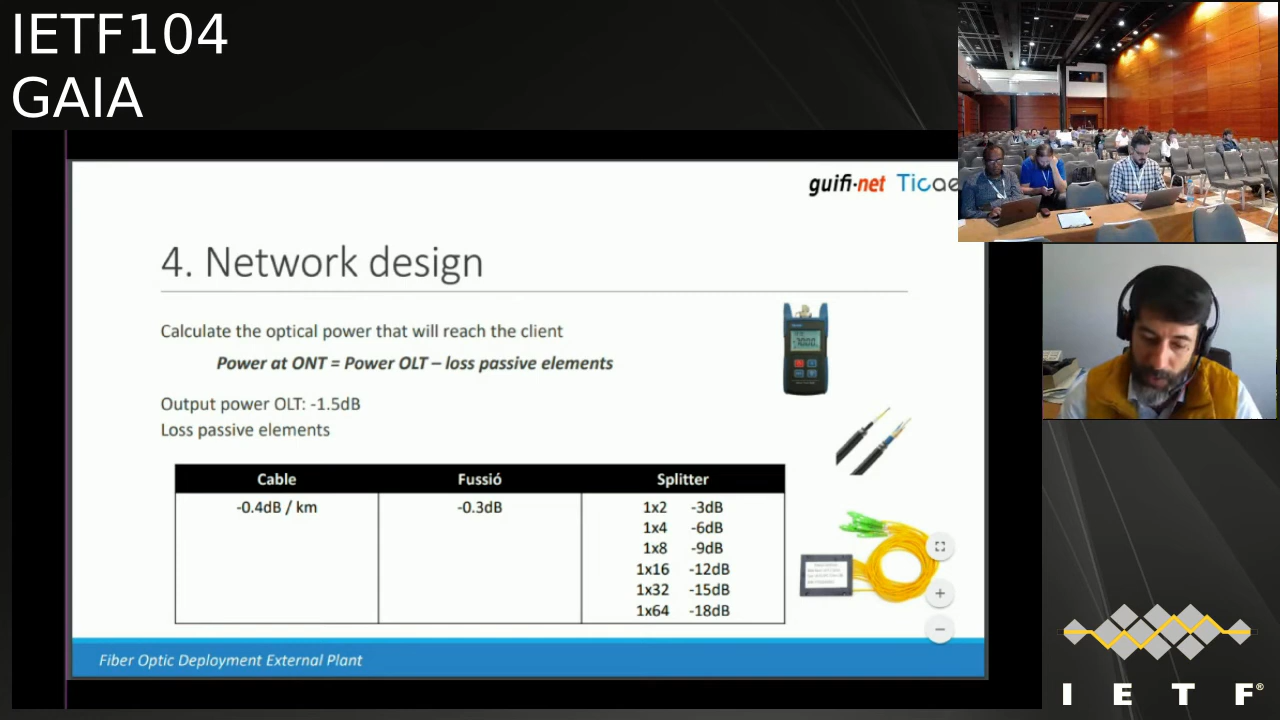 IETF104
GAIA
guifi·net Ticae
4. Network design
Calculate the optical power that will reach the client
Power at ONT = Power OLT – loss passive elements
Output power OLT: -1.5dB
Loss passive elements
Cable Fussió Splitter
-0.4dB / km -0.3dB 1x2 -3dB
1x4 -6dB
1x8 -9dB
1x16 -12dB
1x32 -15dB
1x64 -18dB
Fiber Optic Deployment External Plant
I E T F®